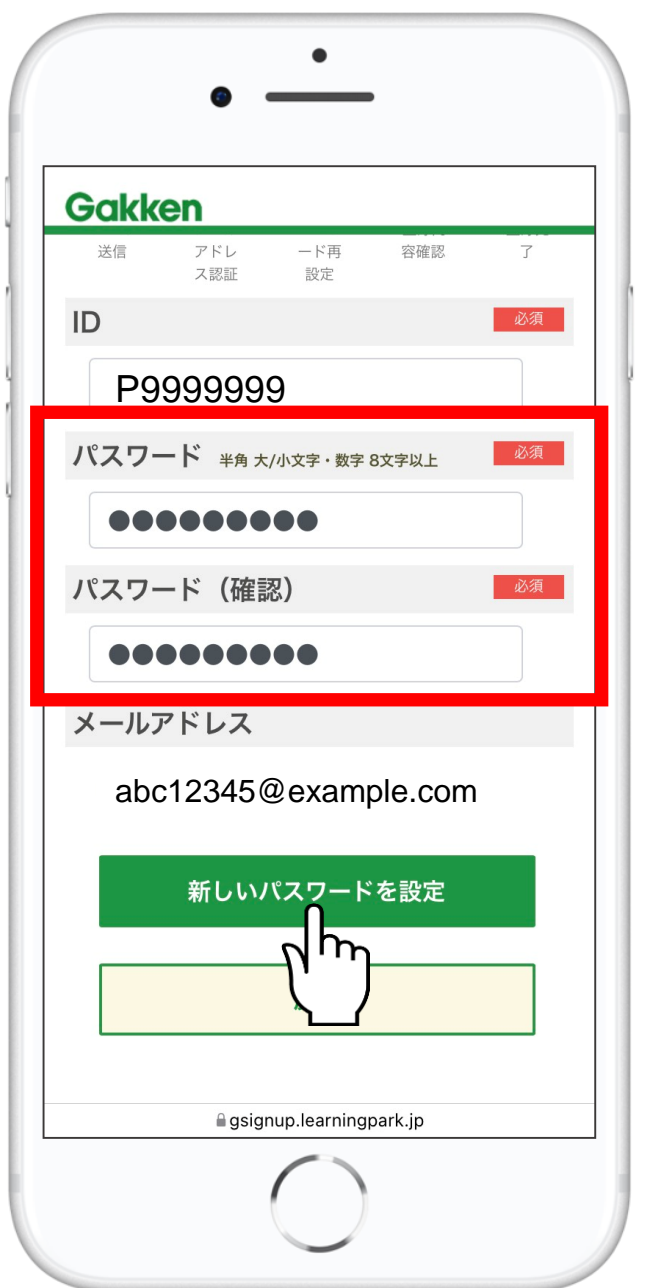 Gakken
送信
アドレ
ス認証
ード再
設定
容確認
了
ID
必須
P9999999
パスワード 半角 大/小文字・数字 8文字以上
必須
●●●●●●●●●
パスワード（確認）
必須
●●●●●●●●●
メールアドレス
abc12345@example.com
新しいパスワードを設定
gsignup.learningpark.jp